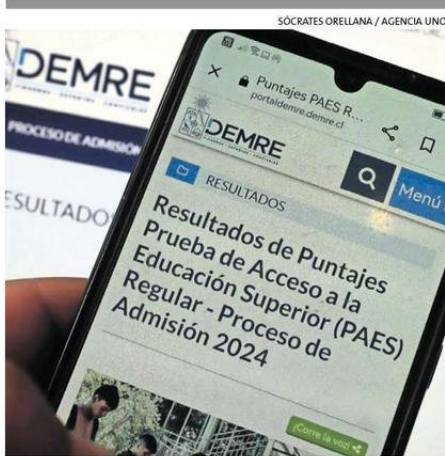 SÓCRATES ORELLANA / AGENCIA UNO
DEMRE
PROCESO DE ADMISIÓN
ESULTADO
Puntajes PAES R...
portaldemre.demre.cl
DEMRE
Menú
RESULTADOS
Resultados de Puntajes
Prueba de Acceso a la
Educación Superior (PAES)
Regular - Proceso de
Admisión 2024
¡Corre la voz!